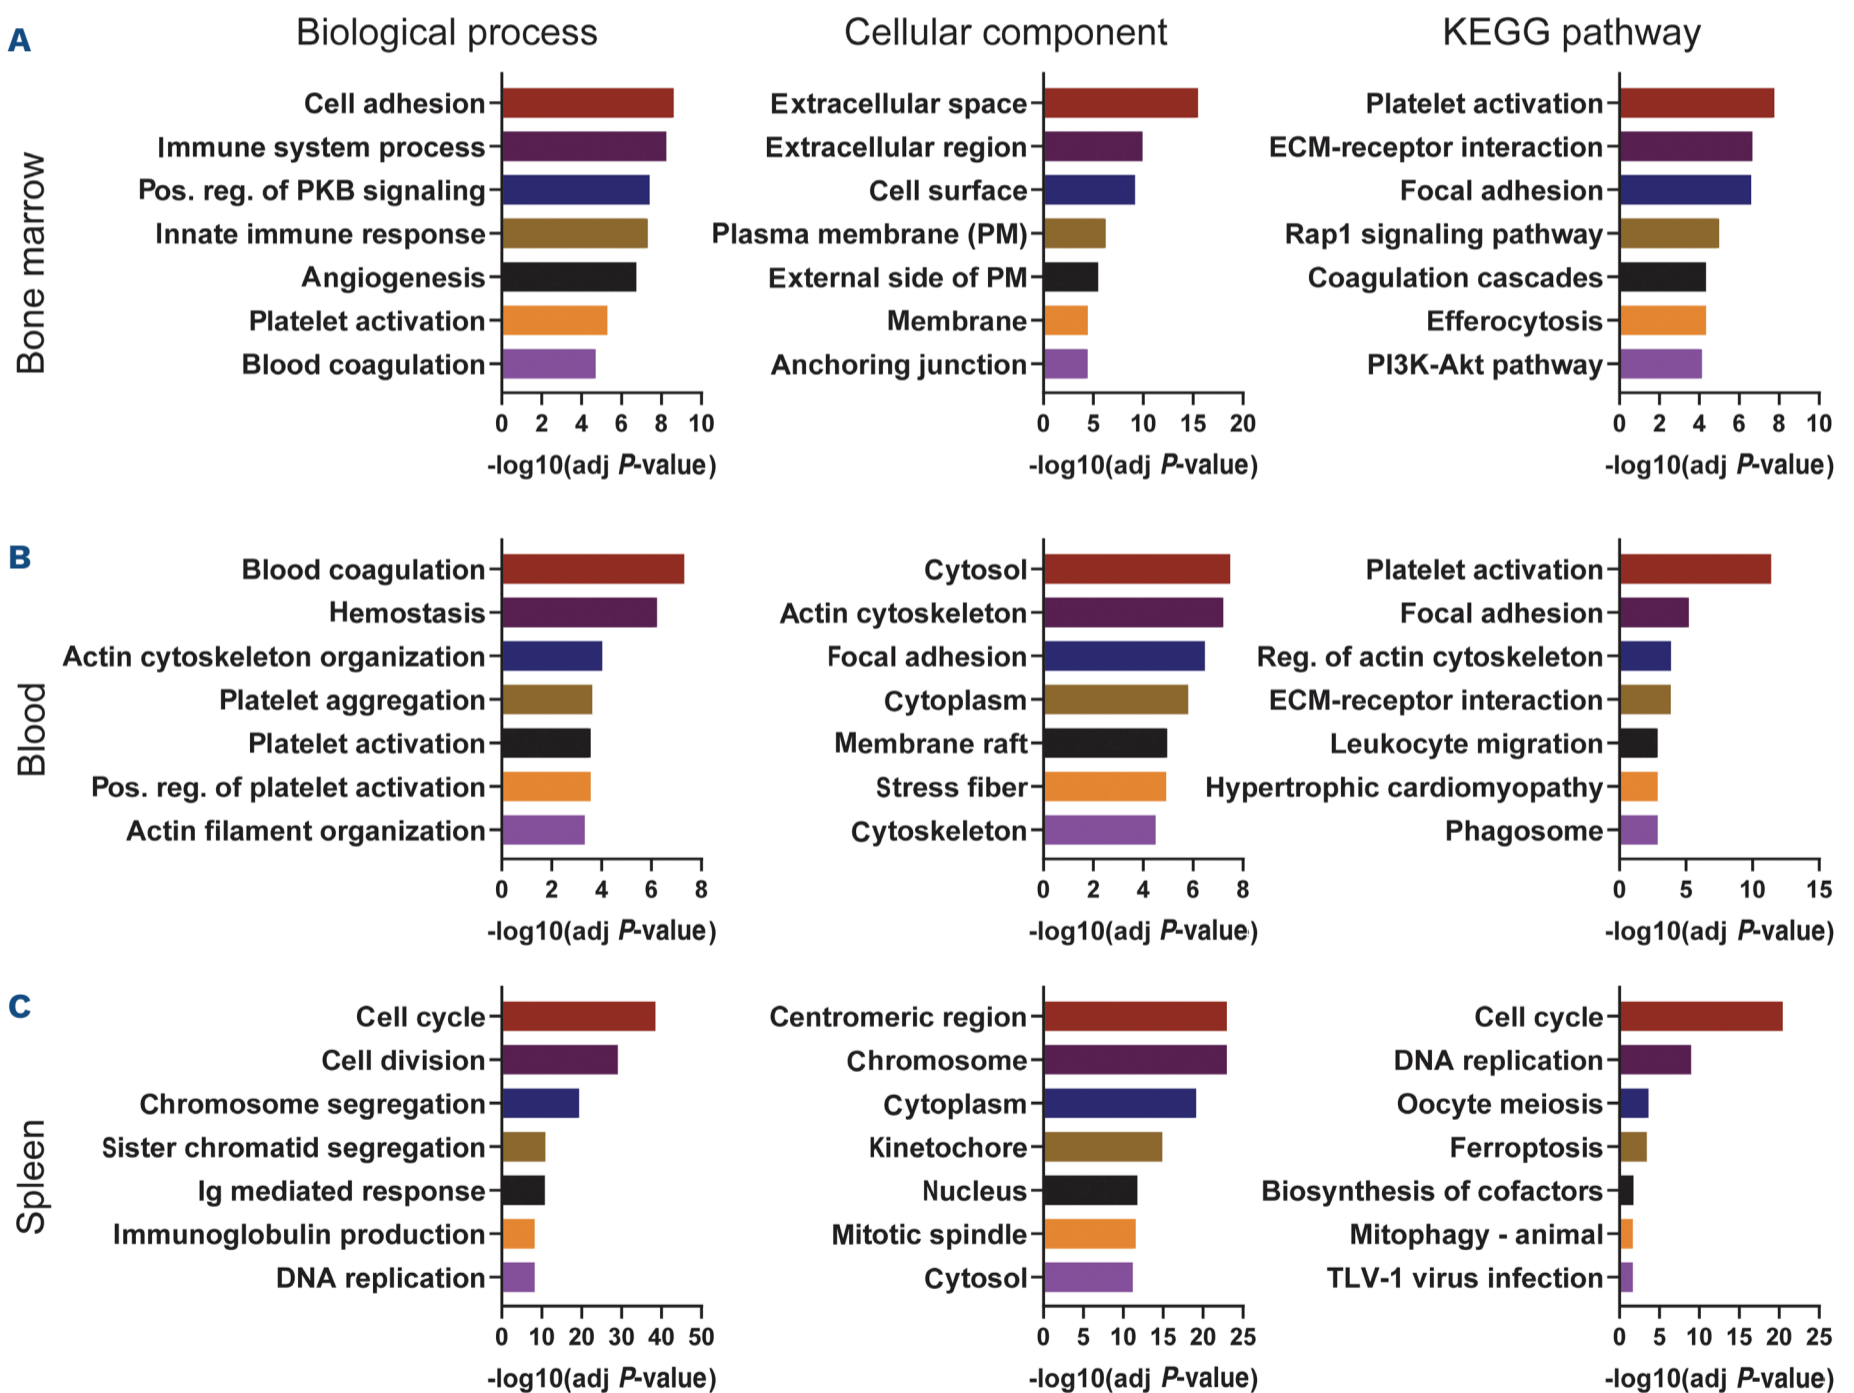 A
Biological process
Cellular component
KEGG pathway
Bone marrow
Cell adhesion
Immune system process
Pos. reg. of PKB signaling
Innate immune response
Angiogenesis
Platelet activation
Blood coagulation
0 2 4 6 8 10
-log10(adj P-value)
Extracellular space
Extracellular region
Cell surface
Plasma membrane (PM)
External side of PM
Membrane
Anchoring junction
0 5 10 15 20
-log10(adj P-value)
Platelet activation
ECM-receptor interaction
Focal adhesion
Rap1 signaling pathway
Coagulation cascades
Efferocytosis
PI3K-Akt pathway
0 2 4 6 8 10
-log10(adj P-value)
B
Blood
Blood coagulation
Hemostasis
Actin cytoskeleton organization
Platelet aggregation
Platelet activation
Pos. reg. of platelet activation
Actin filament organization
0 2 4 6 8
-log10(adj P-value)
Cytosol
Actin cytoskeleton
Focal adhesion
Cytoplasm
Membrane raft
Stress fiber
Cytoskeleton
0 2 4 6 8
-log10(adj P-value)
Platelet activation
Focal adhesion
Reg. of actin cytoskeleton
ECM-receptor interaction
Leukocyte migration
Hypertrophic cardiomyopathy
Phagosome
0 5 10 15
-log10(adj P-value)
C
Spleen
Cell cycle
Cell division
Chromosome segregation
Sister chromatid segregation
Ig mediated response
Immunoglobulin production
DNA replication
0 10 20 30 40 50
-log10(adj P-value)
Centromeric region
Chromosome
Cytoplasm
Kinetochore
Nucleus
Mitotic spindle
Cytosol
0 5 10 15 20 25
-log10(adj P-value)
Cell cycle
DNA replication
Oocyte meiosis
Ferroptosis
Biosynthesis of cofactors
Mitophagy - animal
TLV-1 virus infection
0 5 10 15 20 25
-log10(adj P-value)